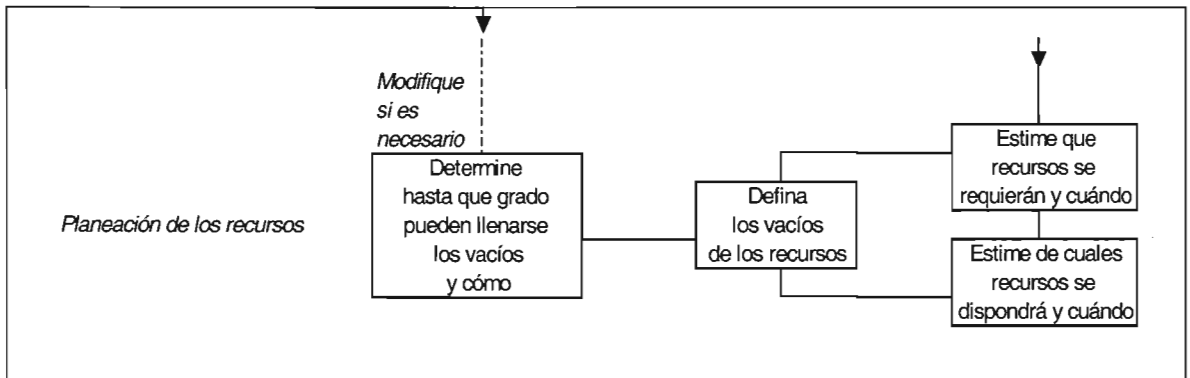 Modifique
si es
necesario
Planeación de los recursos
Determine
hasta que grado
pueden llenarse
los vacíos
y cómo
Defina
los vacíos
de los recursos
Estime que
recursos se
requierán y cuándo
Estime de cuales
recursos se
dispondrá y cuándo